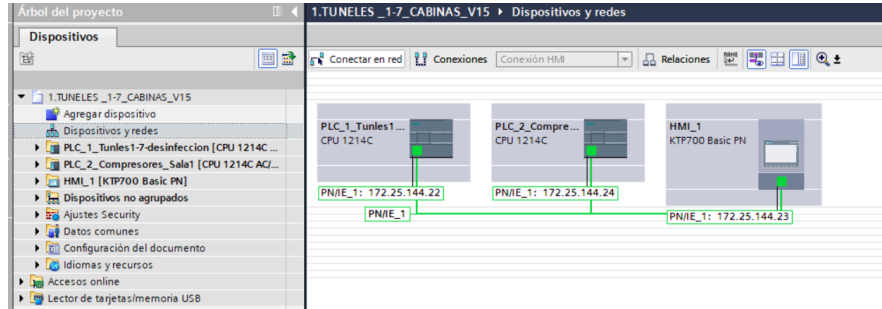 Árbol del proyecto
1.TUNELES _1-7_CABINAS_V15 ▸ Dispositivos y redes
Dispositivos
Conectar en red Conexiones Conexión HMI Relaciones
1.TUNELES _1-7_CABINAS_V15
Agregar dispositivo
Dispositivos y redes
PLC_1_Tunles1-7-desinfeccion [CPU 1214C ...
PLC_2_Compresores_Sala1 [CPU 1214C AC/...
HMI_1 [KTP700 Basic PN]
Dispositivos no agrupados
Ajustes Security
Datos comunes
Configuración del documento
Idiomas y recursos
Accesos online
Lector de tarjetas/memoria USB
PLC_1_Tunles1...
CPU 1214C
PLC_2_Compre...
CPU 1214C
HMI_1
KTP700 Basic PN
PN/IE_1: 172.25.144.22
PN/IE_1: 172.25.144.24
PN/IE_1
PN/IE_1: 172.25.144.23